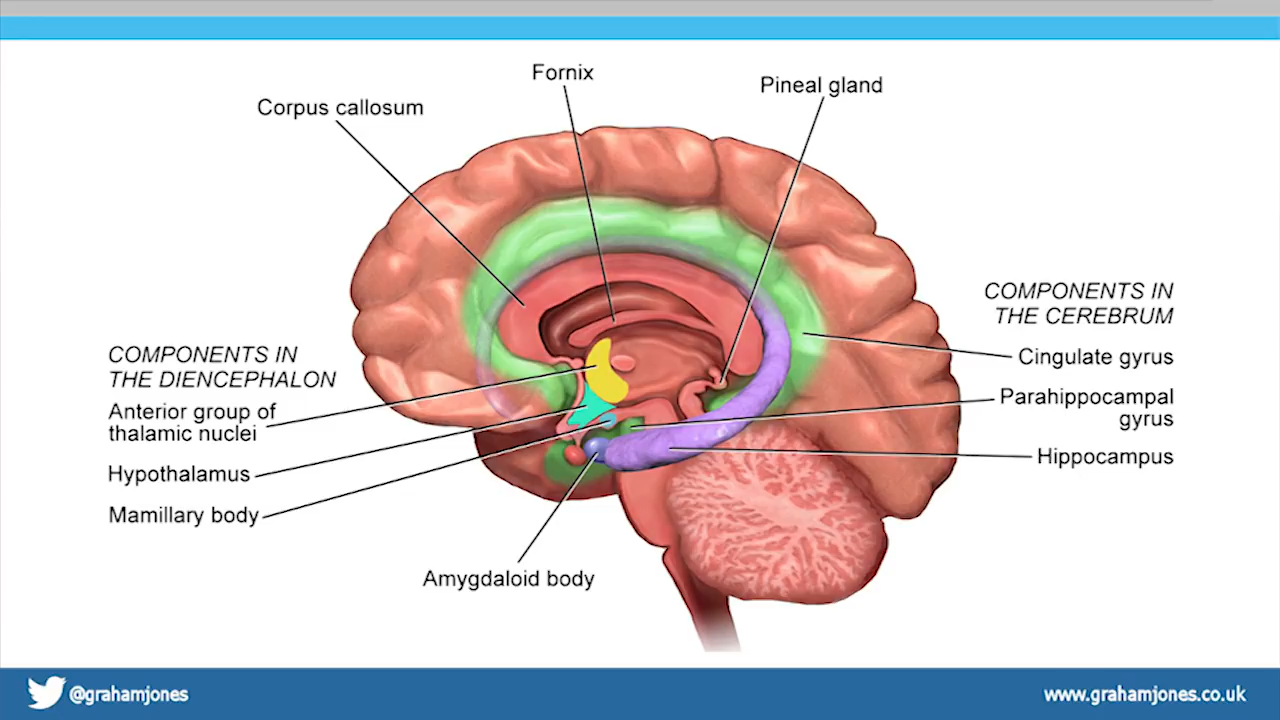 Fornix
Pineal gland
Corpus callosum
COMPONENTS IN
THE CEREBRUM
Cingulate gyrus
Parahippocampal
gyrus
Hippocampus
COMPONENTS IN
THE DIENCEPHALON
Anterior group of
thalamic nuclei
Hypothalamus
Mamillary body
Amygdaloid body
@grahamjones
www.grahamjones.co.uk